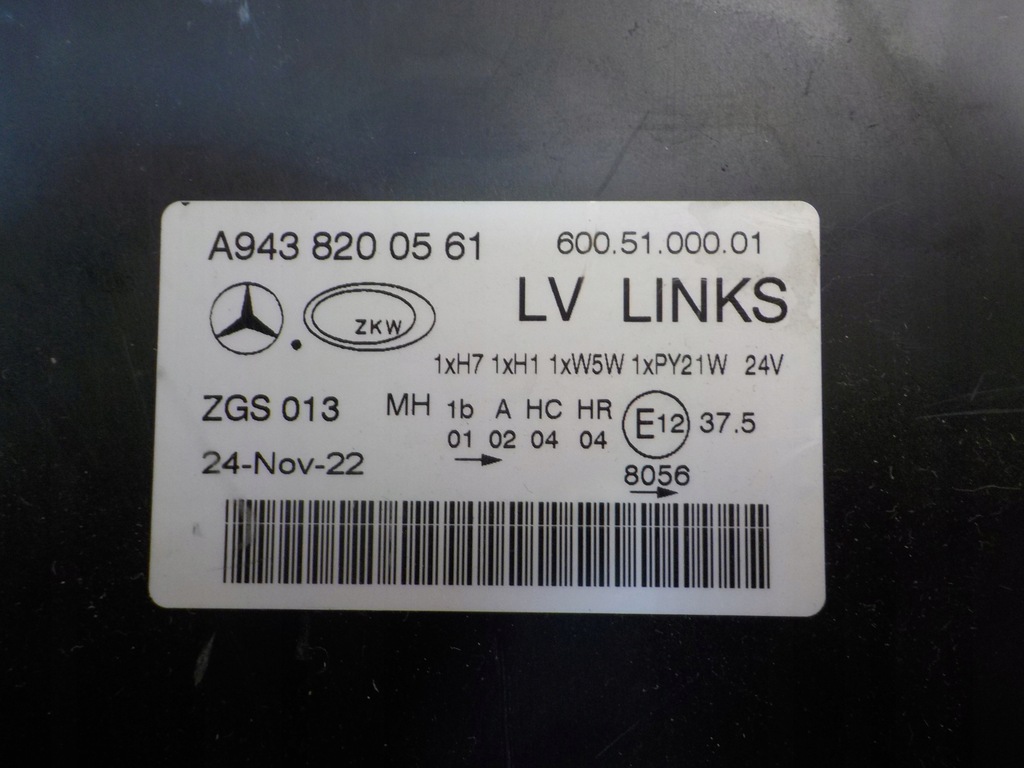 A943 820 05 61 600.51.000.01
ZKW LV LINKS
1xH7 1xH1 1xW5W 1xPY21W 24V
ZGS 013 MH 1b A HC HR E12 37.5
01 02 04 04
24-Nov-22 8056